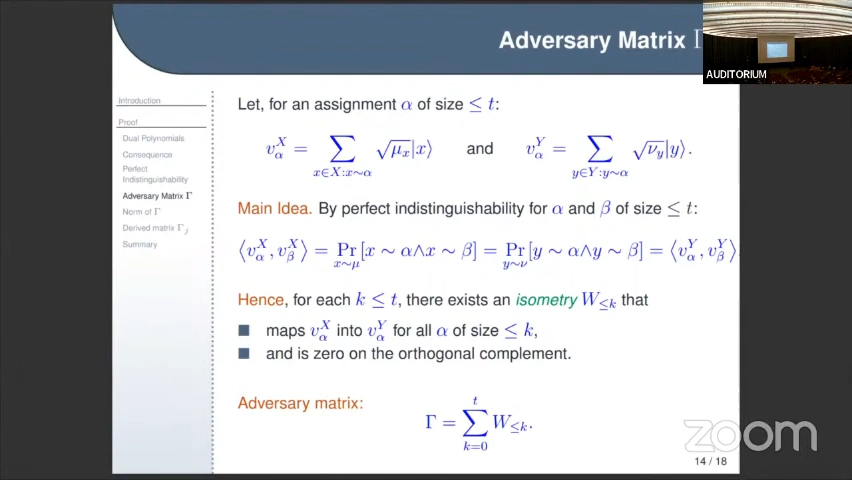 Adversary Matrix Γ
AUDITORIUM
Introduction
Proof
Dual Polynomials
Consequence
Perfect
Indistinguishability
Adversary Matrix Γ
Norm of Γ
Derived matrix Γ_j
Summary
Let, for an assignment α of size ≤ t:
v_α^X = ∑_{x∈X:x∼α} √μ_x|x⟩ and v_α^Y = ∑_{y∈Y:y∼α} √ν_y|y⟩.
Main Idea. By perfect indistinguishability for α and β of size ≤ t:
⟨v_α^X, v_β^X⟩ = Pr_{x∼μ}[x ∼ α∧x ∼ β] = Pr_{y∼ν}[y ∼ α∧y ∼ β] = ⟨v_α^Y, v_β^Y⟩
Hence, for each k ≤ t, there exists an isometry W_{≤k} that
■ maps v_α^X into v_α^Y for all α of size ≤ k,
■ and is zero on the orthogonal complement.
Adversary matrix:
Γ = ∑_{k=0}^{t} W_{≤k}.
zoom
14 / 18